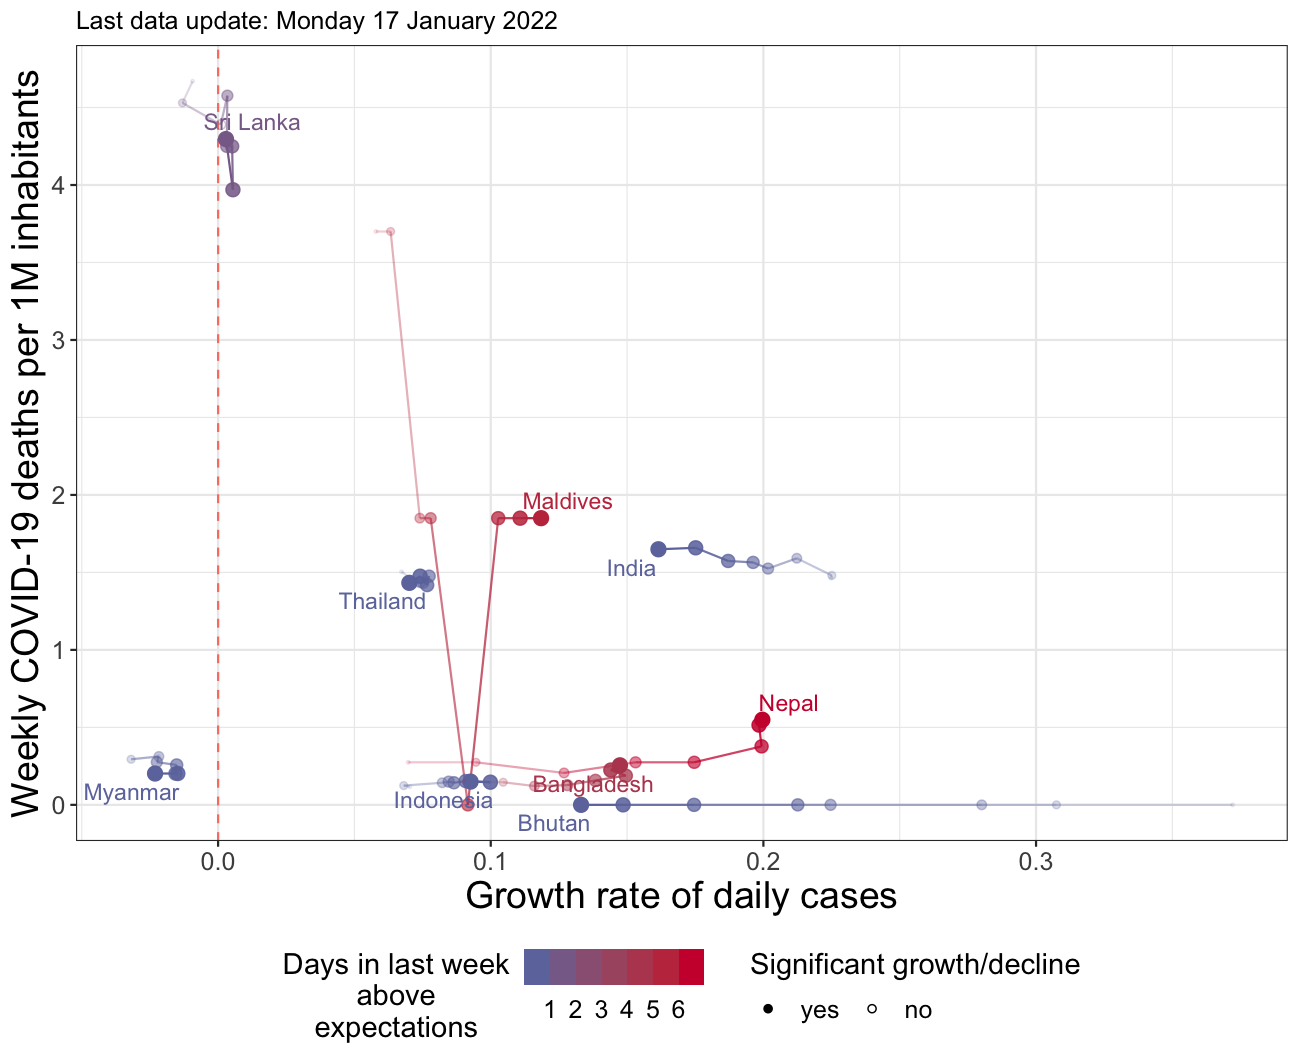 Last data update: Monday 17 January 2022
Weekly COVID-19 deaths per 1M inhabitants
4
3
2
1
0
Sri Lanka
Maldives
India
Thailand
Nepal
Bangladesh
Myanmar
Indonesia
Bhutan
0.0
0.1
0.2
0.3
Growth rate of daily cases
Days in last week
above
expectations
1 2 3 4 5 6
Significant growth/decline
yes
no